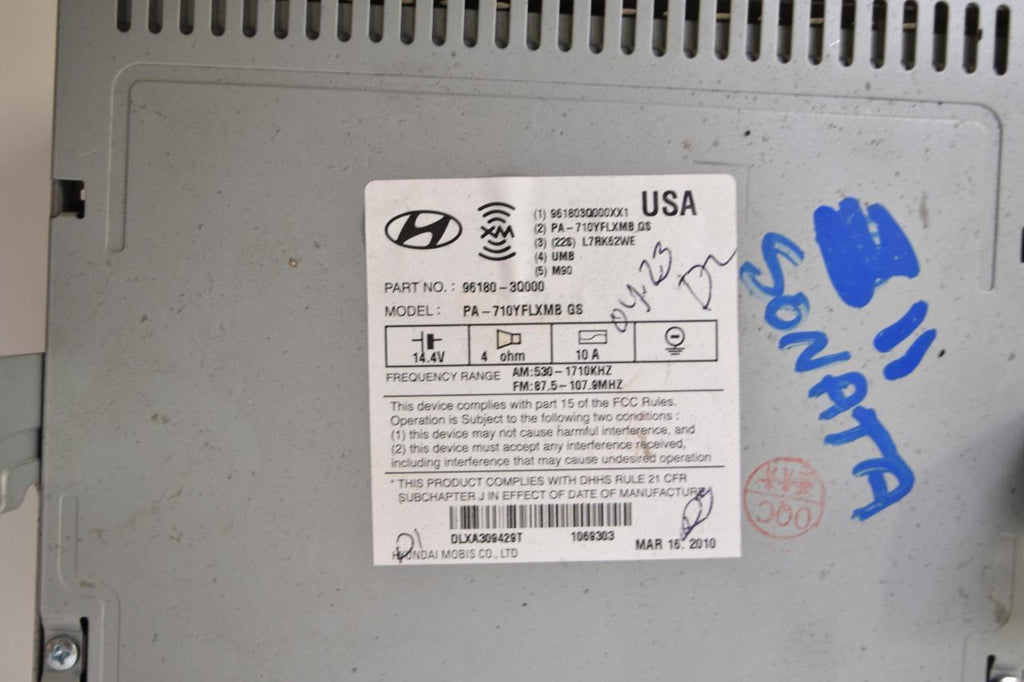 USA
XM
(1) 961803Q000XX1
(2) PA-710YFLXMB GS
(3) (22S) L7RK62WE
(4) UMB
(5) M90
PART NO. : 96180-3Q000
MODEL : PA-710YFLXMB GS
04.23
D2
14.4V 4 ohm 10 A
FREQUENCY RANGE AM:530-1710KHZ
FM:87.5-107.9MHZ
This device complies with part 15 of the FCC Rules.
Operation is Subject to the following two conditions :
(1) this device may not cause harmful interference, and
(2) this device must accept any interference received,
including interference that may cause undesired operation
* THIS PRODUCT COMPLIES WITH DHHS RULE 21 CFR
SUBCHAPTER J IN EFFECT OF DATE OF MANUFACTURE
DLXA309429T 1069303
HYUNDAI MOBIS CO., LTD MAR 16. 2010
D1
11
SONATA
OQC